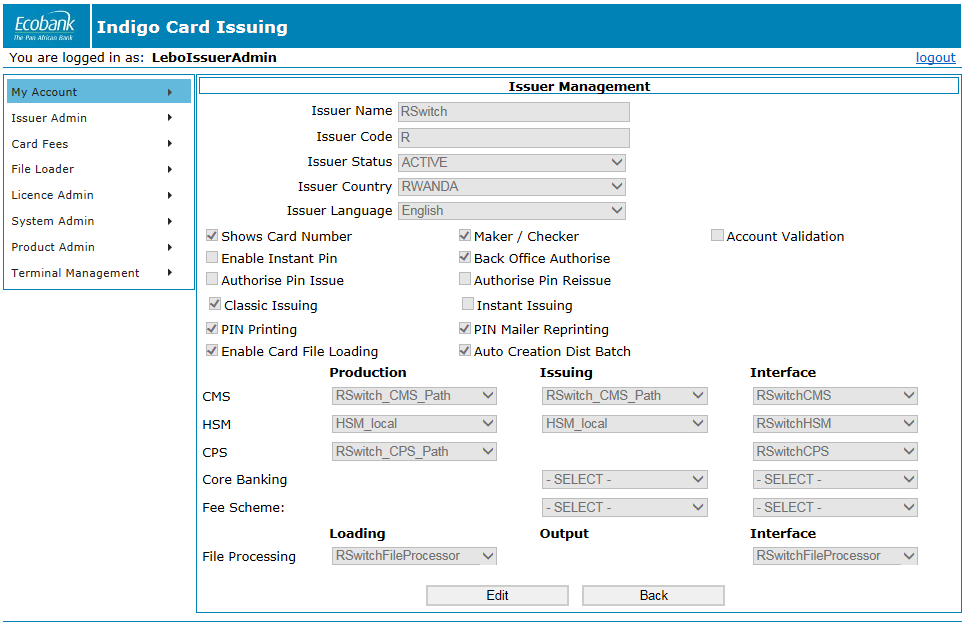 Ecobank
The Pan African Bank
Indigo Card Issuing
You are logged in as: LeboIssuerAdmin logout
My Account
Issuer Admin
Card Fees
File Loader
Licence Admin
System Admin
Product Admin
Terminal Management
Issuer Management
Issuer Name RSwitch
Issuer Code R
Issuer Status ACTIVE
Issuer Country RWANDA
Issuer Language English
Shows Card Number Maker / Checker Account Validation
Enable Instant Pin Back Office Authorise
Authorise Pin Issue Authorise Pin Reissue
Classic Issuing Instant Issuing
PIN Printing PIN Mailer Reprinting
Enable Card File Loading Auto Creation Dist Batch
Production Issuing Interface
CMS RSwitch_CMS_Path RSwitch_CMS_Path RSwitchCMS
HSM HSM_local HSM_local RSwitchHSM
CPS RSwitch_CPS_Path RSwitchCPS
Core Banking - SELECT - - SELECT -
Fee Scheme: - SELECT - - SELECT -
Loading Output Interface
File Processing RSwitchFileProcessor RSwitchFileProcessor
Edit Back